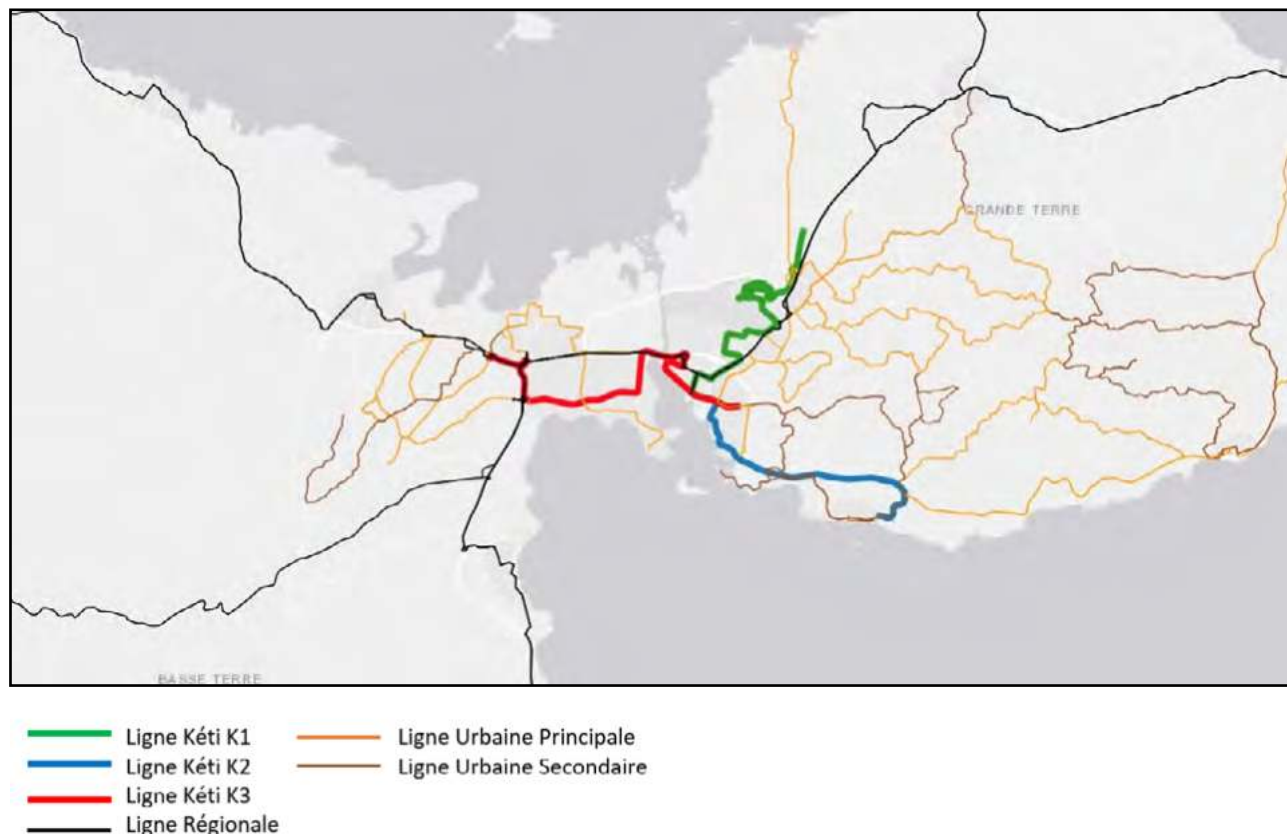 GRANDE TERRE
BASSE TERRE
Ligne Kéti K1
Ligne Kéti K2
Ligne Kéti K3
Ligne Régionale
Ligne Urbaine Principale
Ligne Urbaine Secondaire